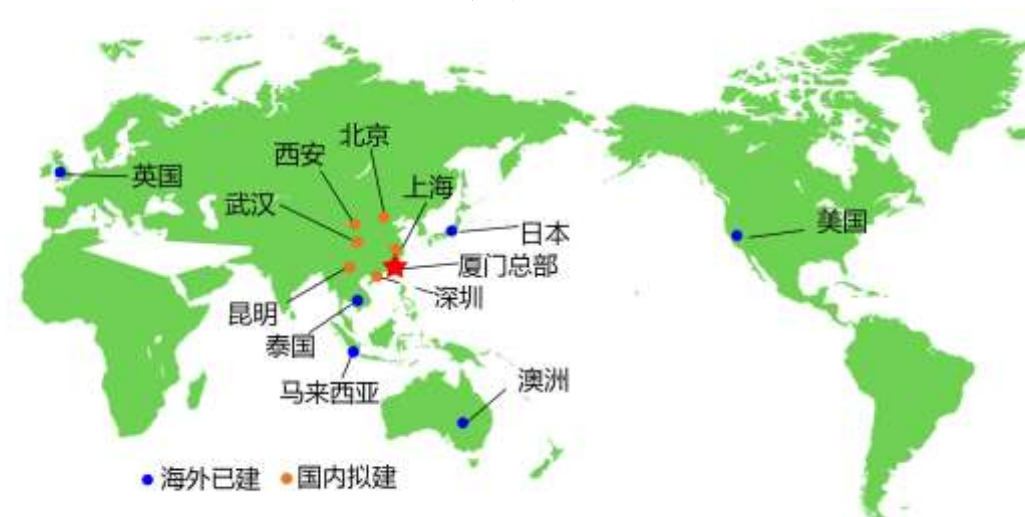 北京
西安
英国
上海
武汉
美国
日本
厦门总部
深圳
昆明
泰国
澳洲
马来西亚
海外已建
国内拟建